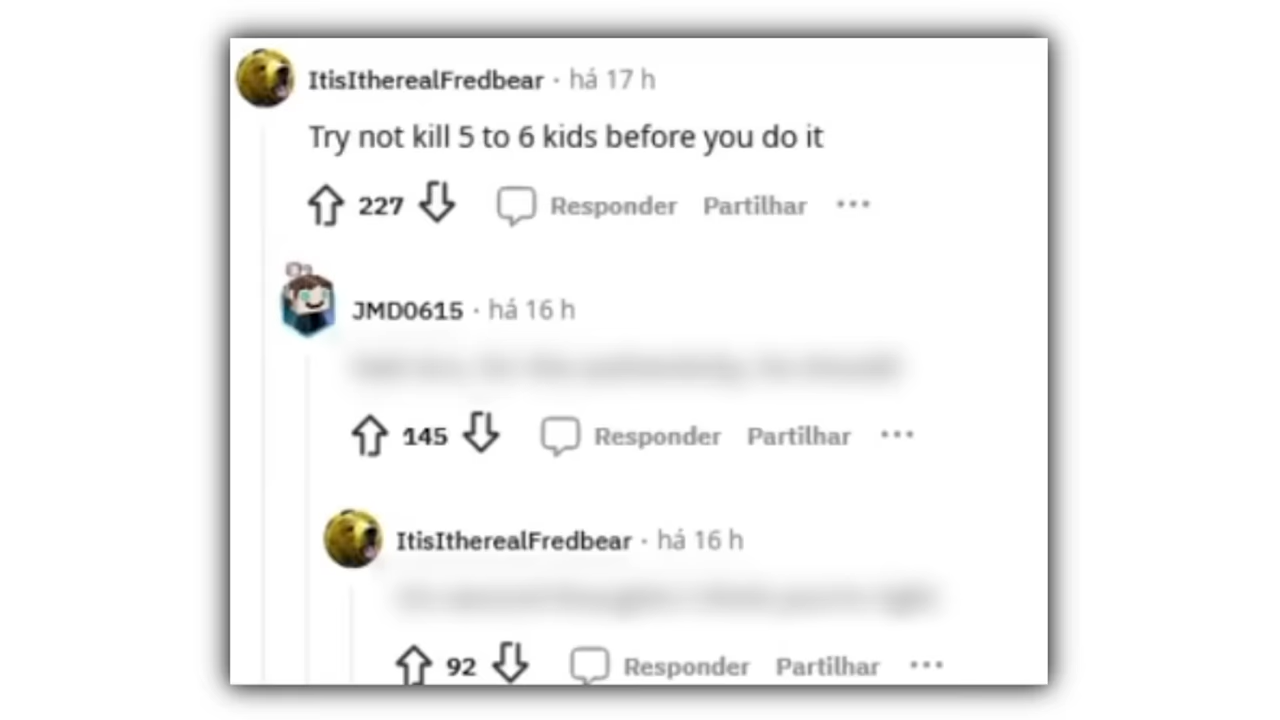 ItisItherealFredbear · há 17 h
Try not kill 5 to 6 kids before you do it
227 Responder Partilhar ···
JMD0615 · há 16 h
145 Responder Partilhar ···
ItisItherealFredbear · há 16 h
92 Responder Partilhar ···